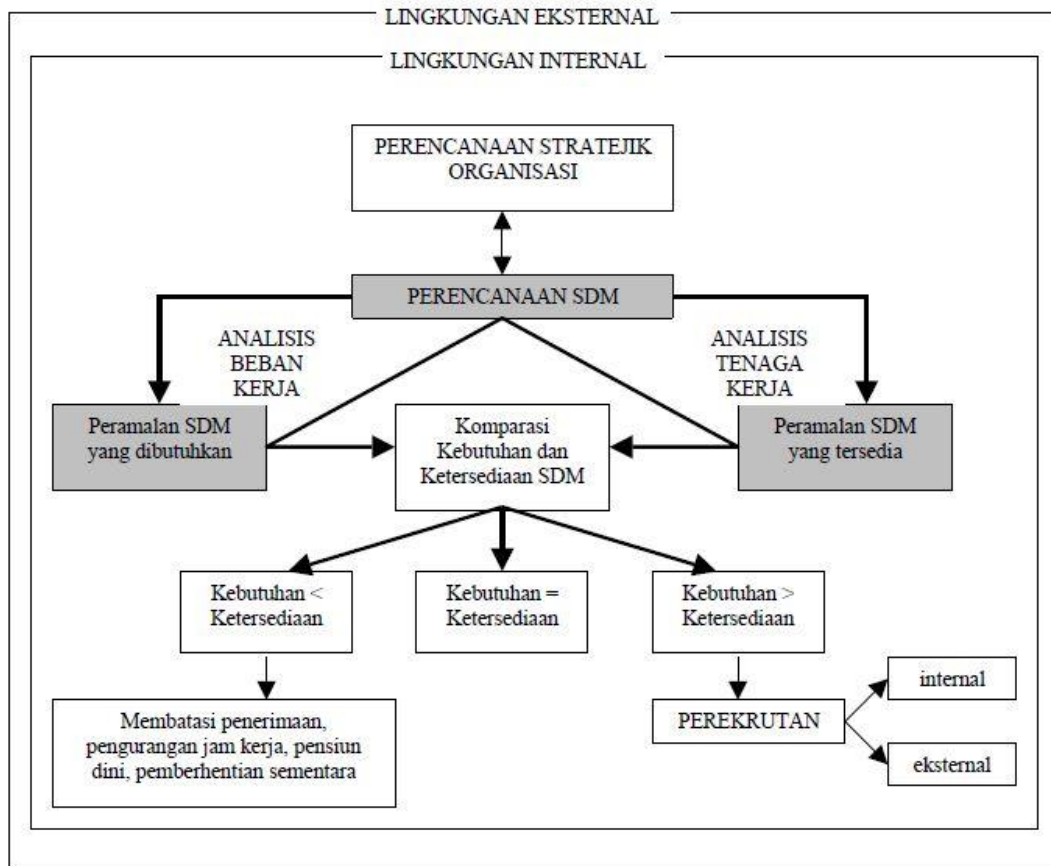 LINGKUNGAN EKSTERNAL
LINGKUNGAN INTERNAL
PERENCANAAN STRATEJIK
ORGANISASI
PERENCANAAN SDM
ANALISIS
BEBAN
KERJA
ANALISIS
TENAGA
KERJA
Peramalan SDM
yang dibutuhkan
Komparasi
Kebutuhan dan
Ketersediaan SDM
Peramalan SDM
yang tersedia
Kebutuhan <
Ketersediaan
Kebutuhan =
Ketersediaan
Kebutuhan >
Ketersediaan
Membatasi penerimaan,
pengurangan jam kerja, pensiun
dini, pemberhentian sementara
PEREKRUTAN
internal
eksternal